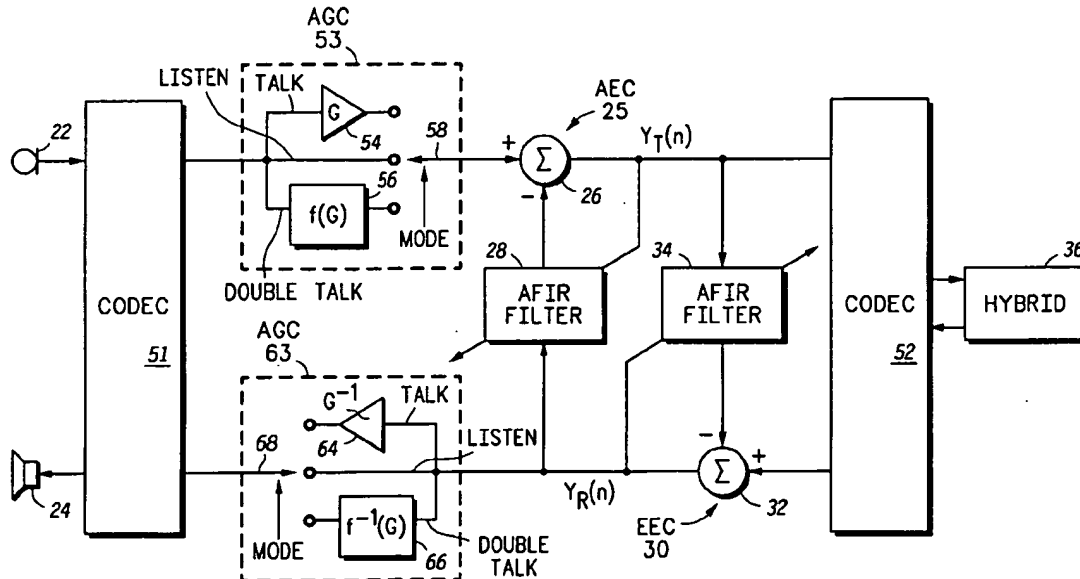 AGC
53
LISTEN
TALK
G
54
58
22
56
f(G)
MODE
DOUBLE TALK
AEC
25
+
Σ
-
26
Y_T(n)
28
AFIR
FILTER
34
AFIR
FILTER
CODEC
51
CODEC
52
36
HYBRID
AGC
63
G⁻¹
64
TALK
LISTEN
68
24
MODE
f⁻¹(G)
66
DOUBLE
TALK
Y_R(n)
-
+
Σ
32
EEC
30